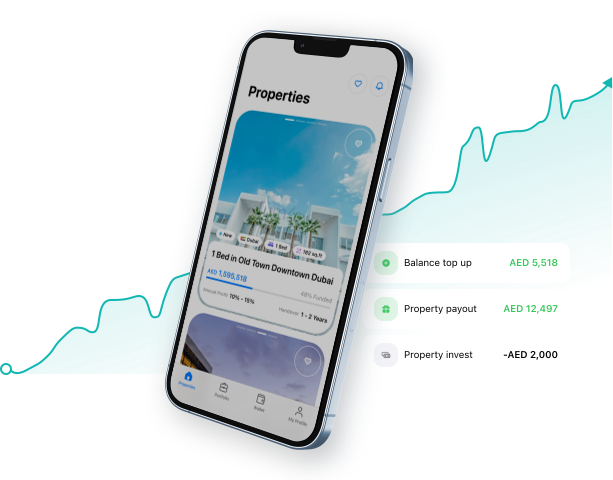 Properties
New Dubai 1 Bed 162 sq.ft
1 Bed in Old Town Downtown Dubai
AED 1,595,518
48% Funded
Annual Profit 10% - 15%
Handover 1 - 2 Years
Properties Portfolio Wallet My Profile
Balance top up AED 5,518
Property payout AED 12,497
Property invest -AED 2,000